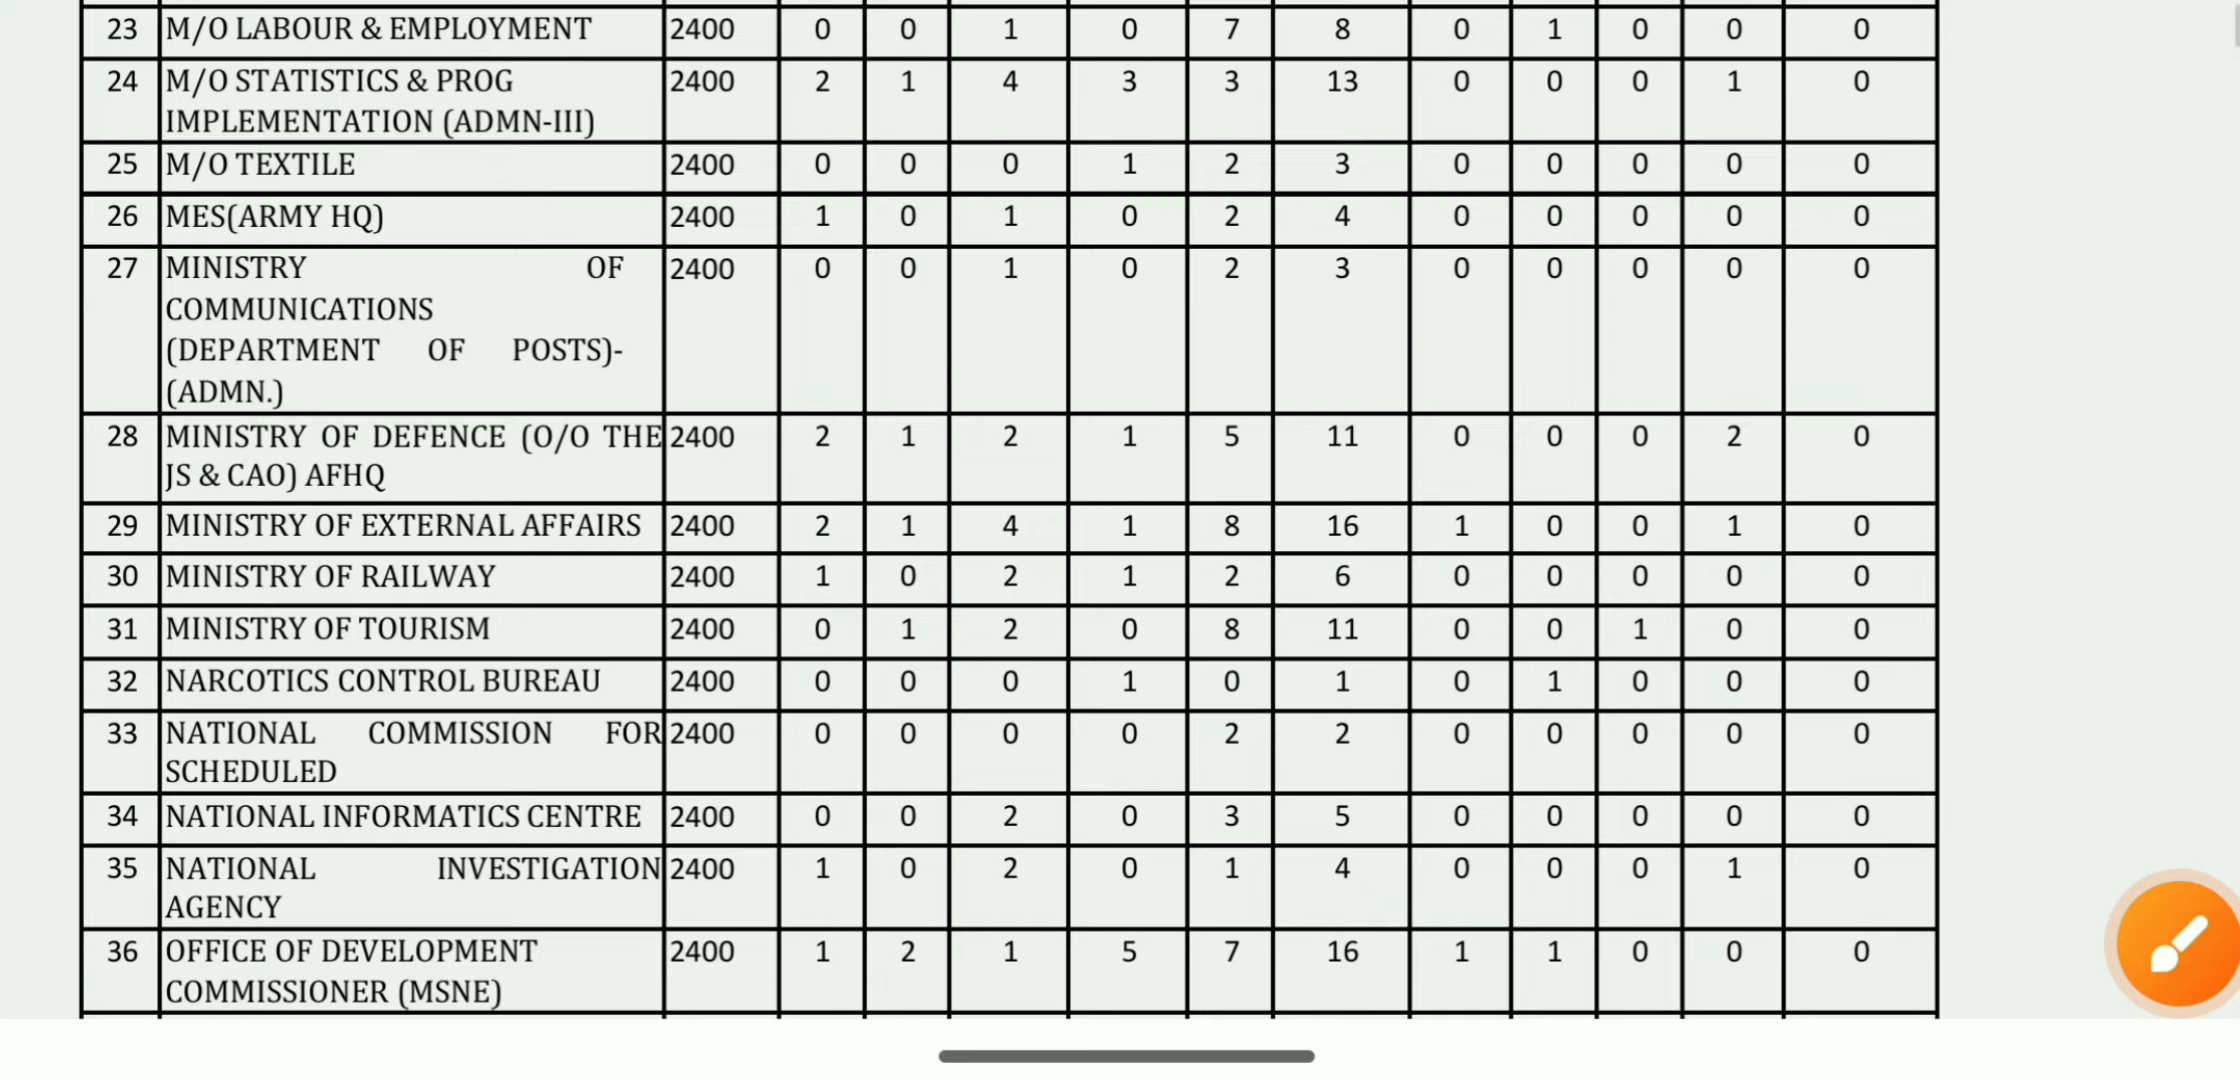 23 M/O LABOUR & EMPLOYMENT 2400 0 0 1 0 7 8 0 1 0 0 0
24 M/O STATISTICS & PROG 2400 2 1 4 3 3 13 0 0 0 1 0
IMPLEMENTATION (ADMN-III)
25 M/O TEXTILE 2400 0 0 0 1 2 3 0 0 0 0 0
26 MES(ARMY HQ) 2400 1 0 1 0 2 4 0 0 0 0 0
27 MINISTRY OF 2400 0 0 1 0 2 3 0 0 0 0 0
COMMUNICATIONS
(DEPARTMENT OF POSTS)-
(ADMN.)
28 MINISTRY OF DEFENCE (O/O THE 2400 2 1 2 1 5 11 0 0 0 2 0
JS & CAO) AFHQ
29 MINISTRY OF EXTERNAL AFFAIRS 2400 2 1 4 1 8 16 1 0 0 1 0
30 MINISTRY OF RAILWAY 2400 1 0 2 1 2 6 0 0 0 0 0
31 MINISTRY OF TOURISM 2400 0 1 2 0 8 11 0 0 1 0 0
32 NARCOTICS CONTROL BUREAU 2400 0 0 0 1 0 1 0 1 0 0 0
33 NATIONAL COMMISSION FOR 2400 0 0 0 0 2 2 0 0 0 0 0
SCHEDULED
34 NATIONAL INFORMATICS CENTRE 2400 0 0 2 0 3 5 0 0 0 0 0
35 NATIONAL INVESTIGATION 2400 1 0 2 0 1 4 0 0 0 1 0
AGENCY
36 OFFICE OF DEVELOPMENT 2400 1 2 1 5 7 16 1 1 0 0 0
COMMISSIONER (MSNE)